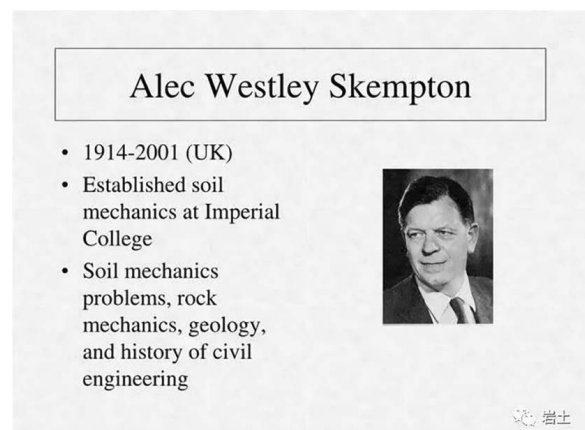 Alec Westley Skempton
• 1914-2001 (UK)
• Established soil
mechanics at Imperial
College
• Soil mechanics
problems, rock
mechanics, geology,
and history of civil
engineering
岩土